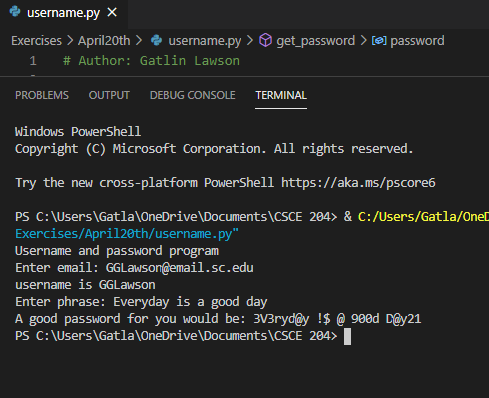 username.py
Exercises > April20th > username.py > get_password > password
1 # Author: Gatlin Lawson
PROBLEMS OUTPUT DEBUG CONSOLE TERMINAL
Windows PowerShell
Copyright (C) Microsoft Corporation. All rights reserved.
Try the new cross-platform PowerShell https://aka.ms/pscore6
PS C:\Users\Gatla\OneDrive\Documents\CSCE 204> & C:/Users/Gatla/OneD
Exercises/April20th/username.py"
Username and password program
Enter email: GGLawson@email.sc.edu
username is GGLawson
Enter phrase: Everyday is a good day
A good password for you would be: 3V3ryd@y !$ @ 900d D@y21
PS C:\Users\Gatla\OneDrive\Documents\CSCE 204>